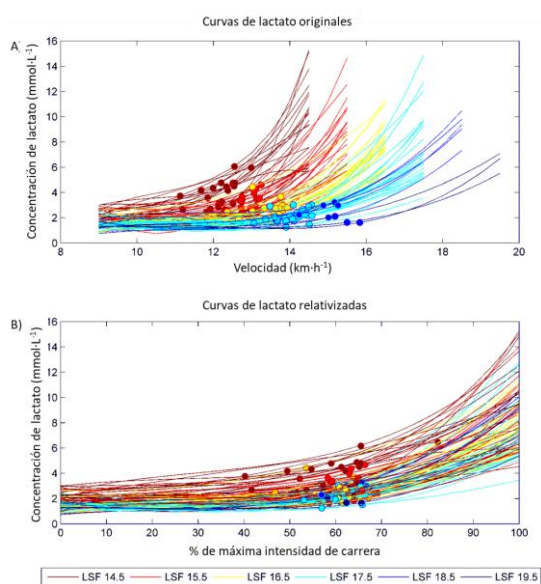 Curvas de lactato originales
A)
Concentración de lactato (mmol·L⁻¹)
16
14
12
10
8
6
4
2
0
8 10 12 14 16 18 20
Velocidad (km·h⁻¹)
Curvas de lactato relativizadas
B)
Concentración de lactato (mmol·L⁻¹)
16
14
12
10
8
6
4
2
0
0 10 20 30 40 50 60 70 80 90 100
% de máxima intensidad de carrera
LSF 14.5 LSF 15.5 LSF 16.5 LSF 17.5 LSF 18.5 LSF 19.5